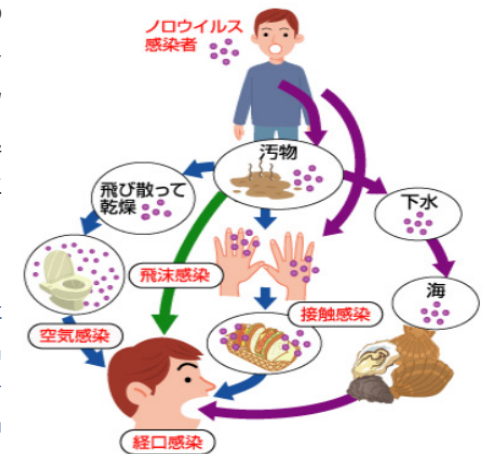 ノロウイルス
感染者
汚物
飛び散って
乾燥
下水
飛沫感染
海
接触感染
空気感染
経口感染